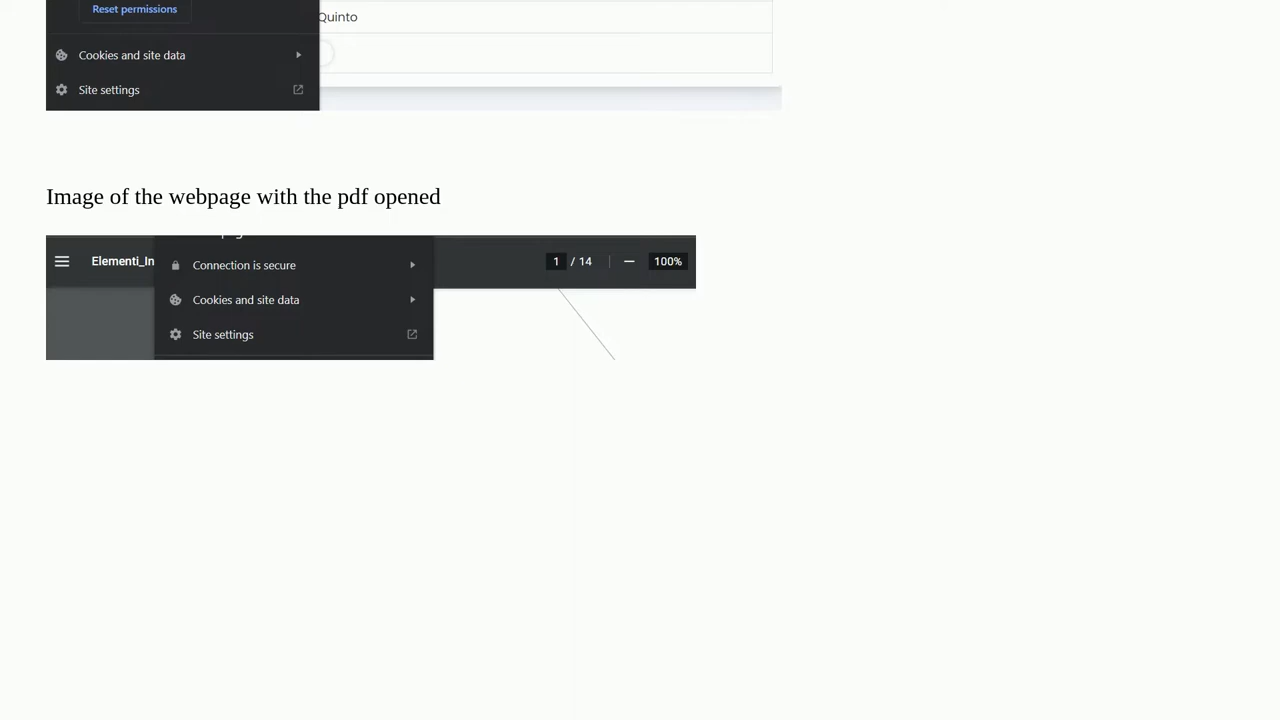 Reset permissions
Quinto
Cookies and site data
Site settings
Image of the webpage with the pdf opened
Elementi_In
1 / 14
100%
Connection is secure
Cookies and site data
Site settings